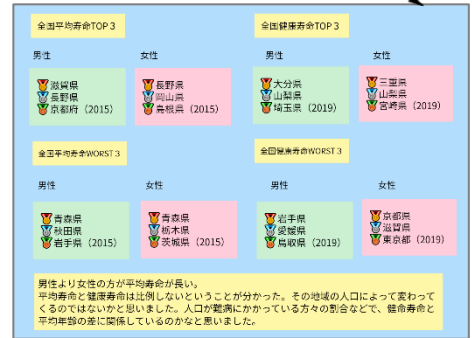 全国平均寿命TOP3
全国健康寿命TOP3
男性
女性
男性
女性
滋賀県
長野県
京都府（2015）
長野県
岡山県
島根県（2015）
大分県
山梨県
埼玉県（2019）
三重県
山梨県
宮崎県（2019）
全国平均寿命WORST3
全国健康寿命WORST3
男性
女性
男性
女性
青森県
秋田県
岩手県（2015）
青森県
栃木県
茨城県（2015）
岩手県
愛媛県
鳥取県（2019）
京都県
滋賀県
東京都（2019）
男性より女性の方が平均寿命が長い。
平均寿命と健康寿命は比例しないということが分かった。その地域の人口によって変わって
くるのではないかと思いました。人口が難病にかかっている方々の割合などで、健命寿命と
平均年齢の差に関係しているのかなと思いました。